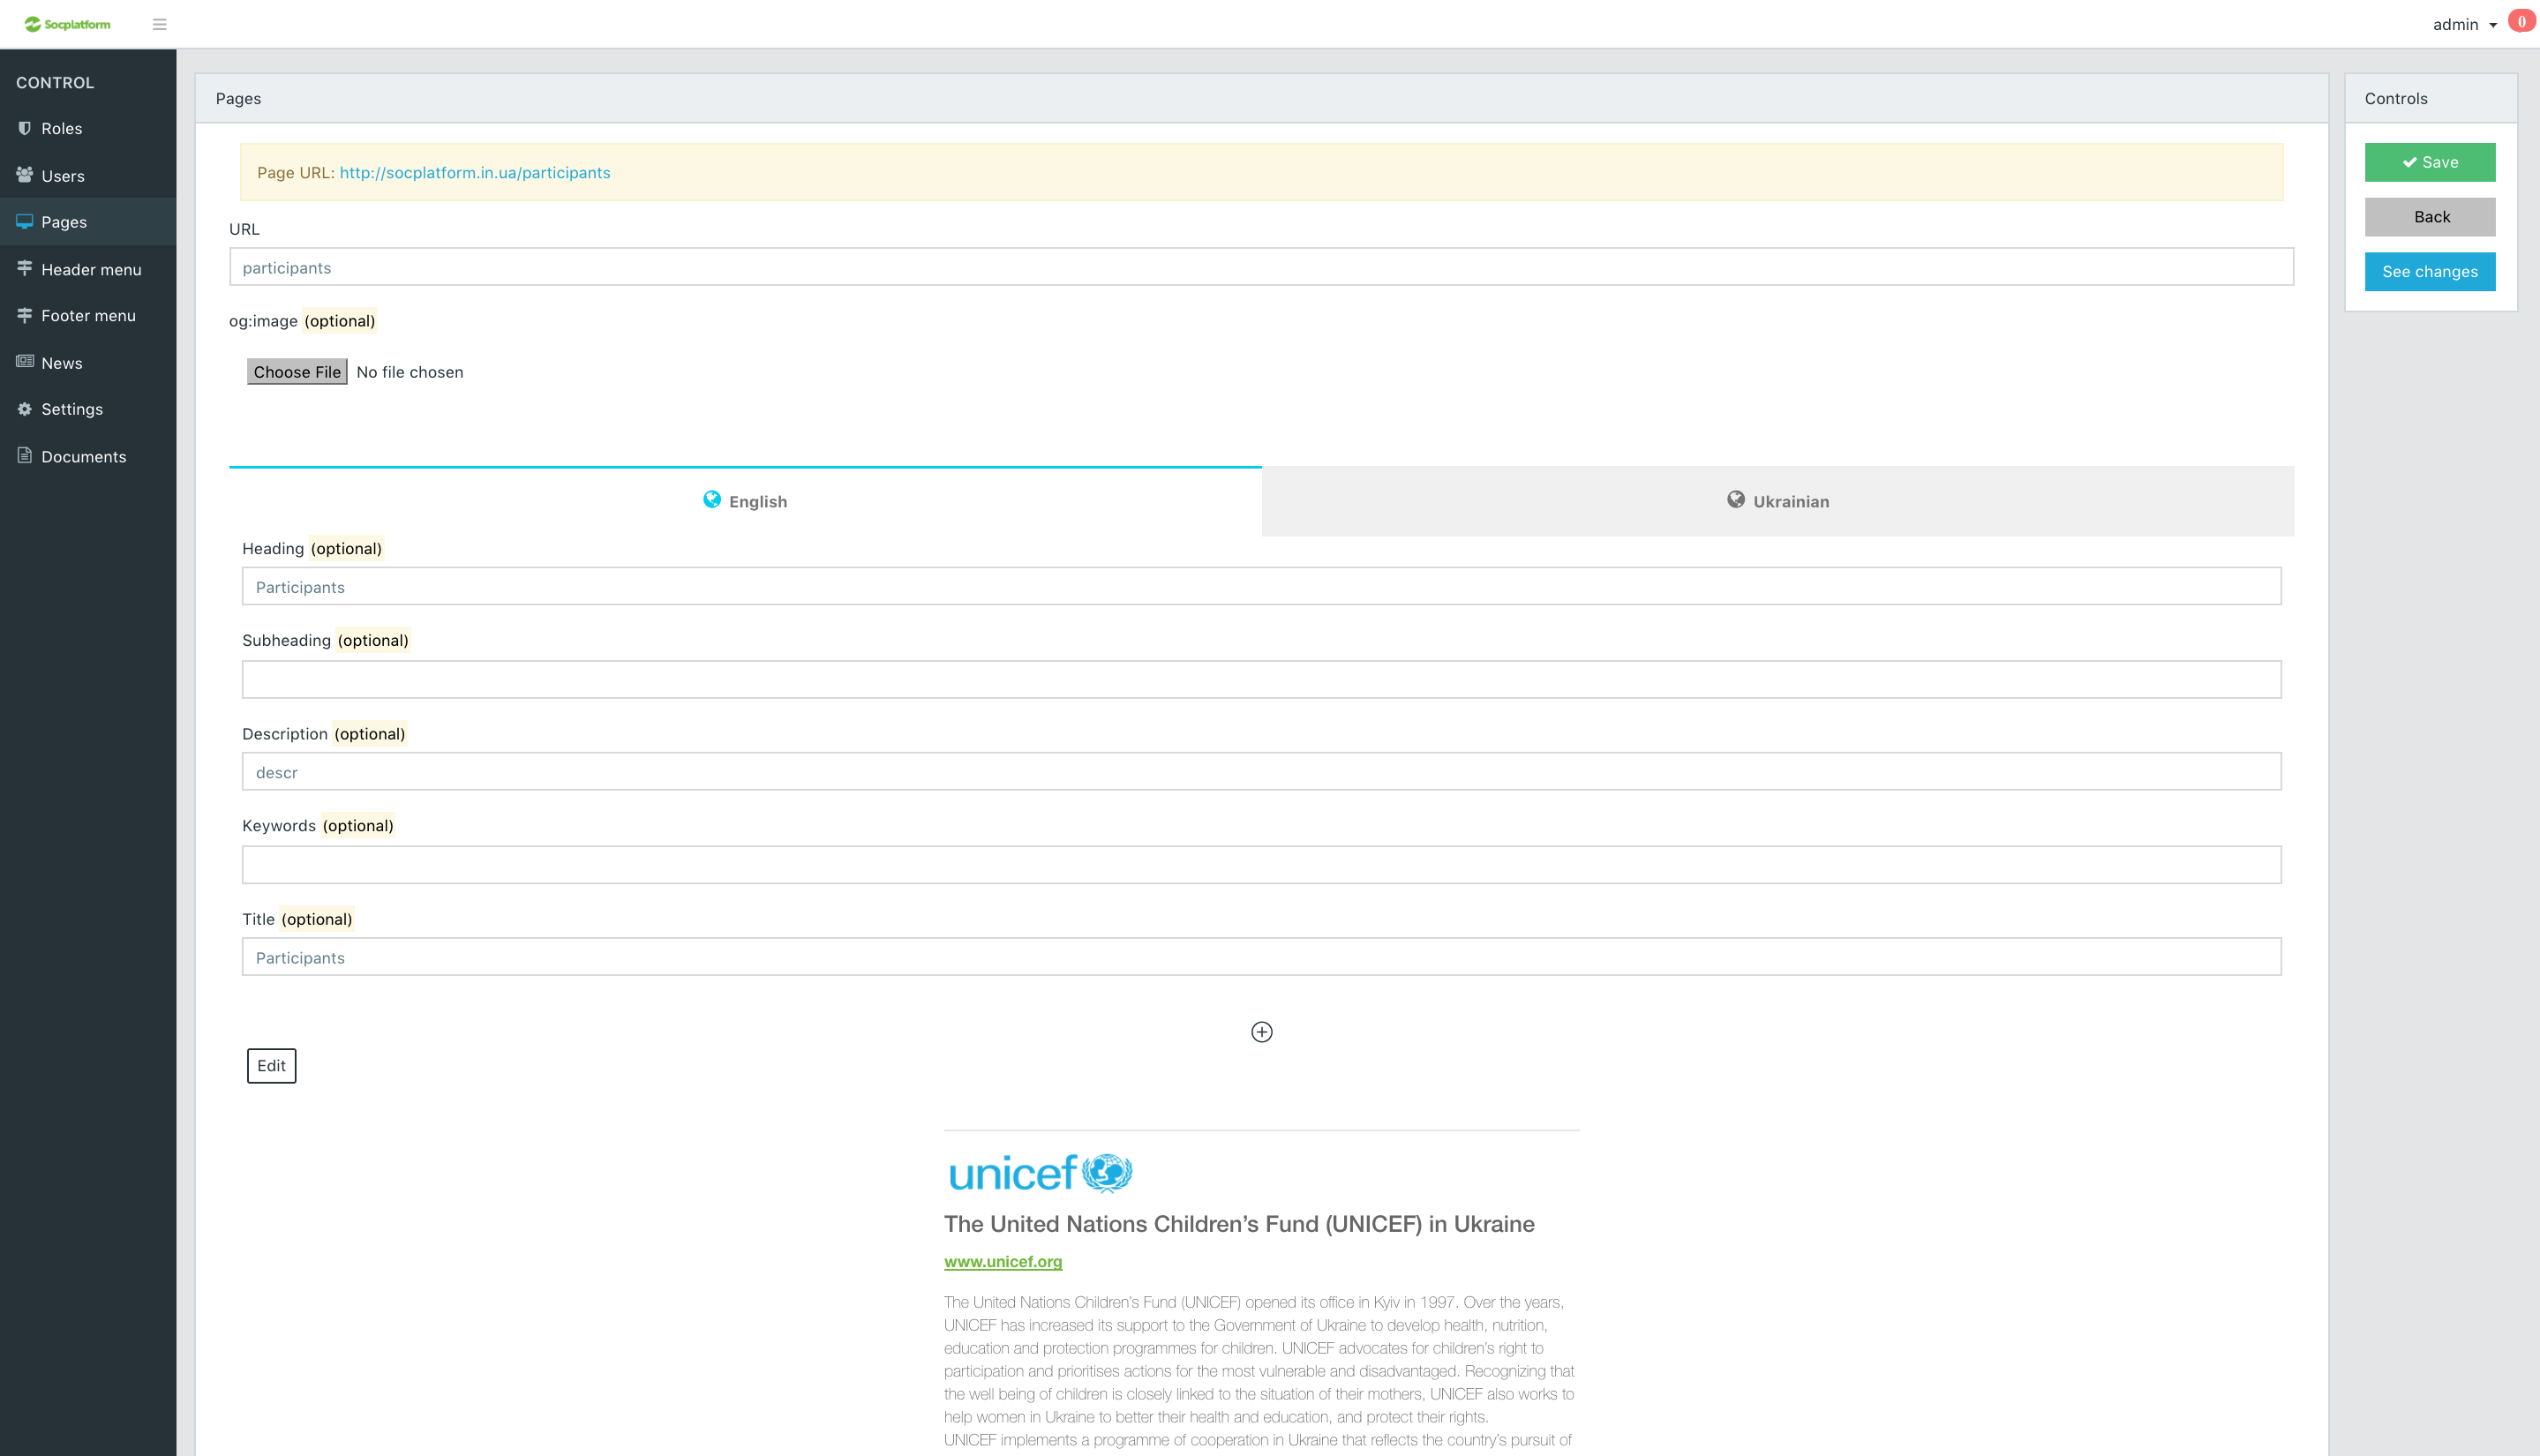 Socplatform
admin
0
CONTROL
Roles
Users
Pages
Header menu
Footer menu
News
Settings
Documents
Pages
Page URL: http://socplatform.in.ua/participants
URL
participants
og:image (optional)
Choose File No file chosen
English
Ukrainian
Heading (optional)
Participants
Subheading (optional)
Description (optional)
descr
Keywords (optional)
Title (optional)
Participants
Edit
unicef
The United Nations Children’s Fund (UNICEF) in Ukraine
www.unicef.org
The United Nations Children’s Fund (UNICEF) opened its office in Kyiv in 1997. Over the years,
UNICEF has increased its support to the Government of Ukraine to develop health, nutrition,
education and protection programmes for children. UNICEF advocates for children’s right to
participation and prioritises actions for the most vulnerable and disadvantaged. Recognizing that
the well being of children is closely linked to the situation of their mothers, UNICEF also works to
help women in Ukraine to better their health and education, and protect their rights.
UNICEF implements a programme of cooperation in Ukraine that reflects the country’s pursuit of
Controls
Save
Back
See changes